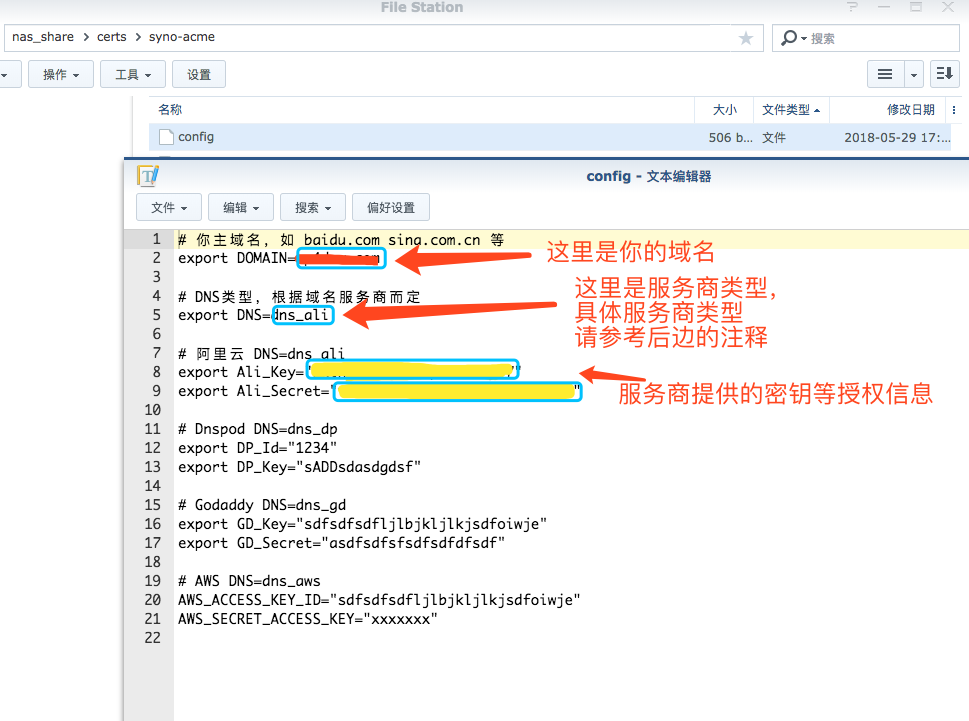 File Station
nas_share > certs > syno-acme
搜索
操作
工具
设置
名称 大小 文件类型 修改日期
config 506 b... 文件 2018-05-29 17:...
config - 文本编辑器
文件 编辑 搜索 偏好设置
1 # 你主域名，如 baidu.com sina.com.cn 等
2 export DOMAIN=
这里是你的域名
3
4 # DNS类型，根据域名服务商而定
5 export DNS=dns_ali
这里是服务商类型，
具体服务商类型
请参考后边的注释
6
7 # 阿里云 DNS=dns_ali
8 export Ali_Key="
9 export Ali_Secret=" "
服务商提供的密钥等授权信息
10
11 # Dnspod DNS=dns_dp
12 export DP_Id="1234"
13 export DP_Key="sADDsdasdgdsf"
14
15 # Godaddy DNS=dns_gd
16 export GD_Key="sdfsdfsdfljlbjkljlkjsdfoiwje"
17 export GD_Secret="asdfsdfsfsdfsdfdfsdf"
18
19 # AWS DNS=dns_aws
20 AWS_ACCESS_KEY_ID="sdfsdfsdfljlbjkljlkjsdfoiwje"
21 AWS_SECRET_ACCESS_KEY="xxxxxxx"
22